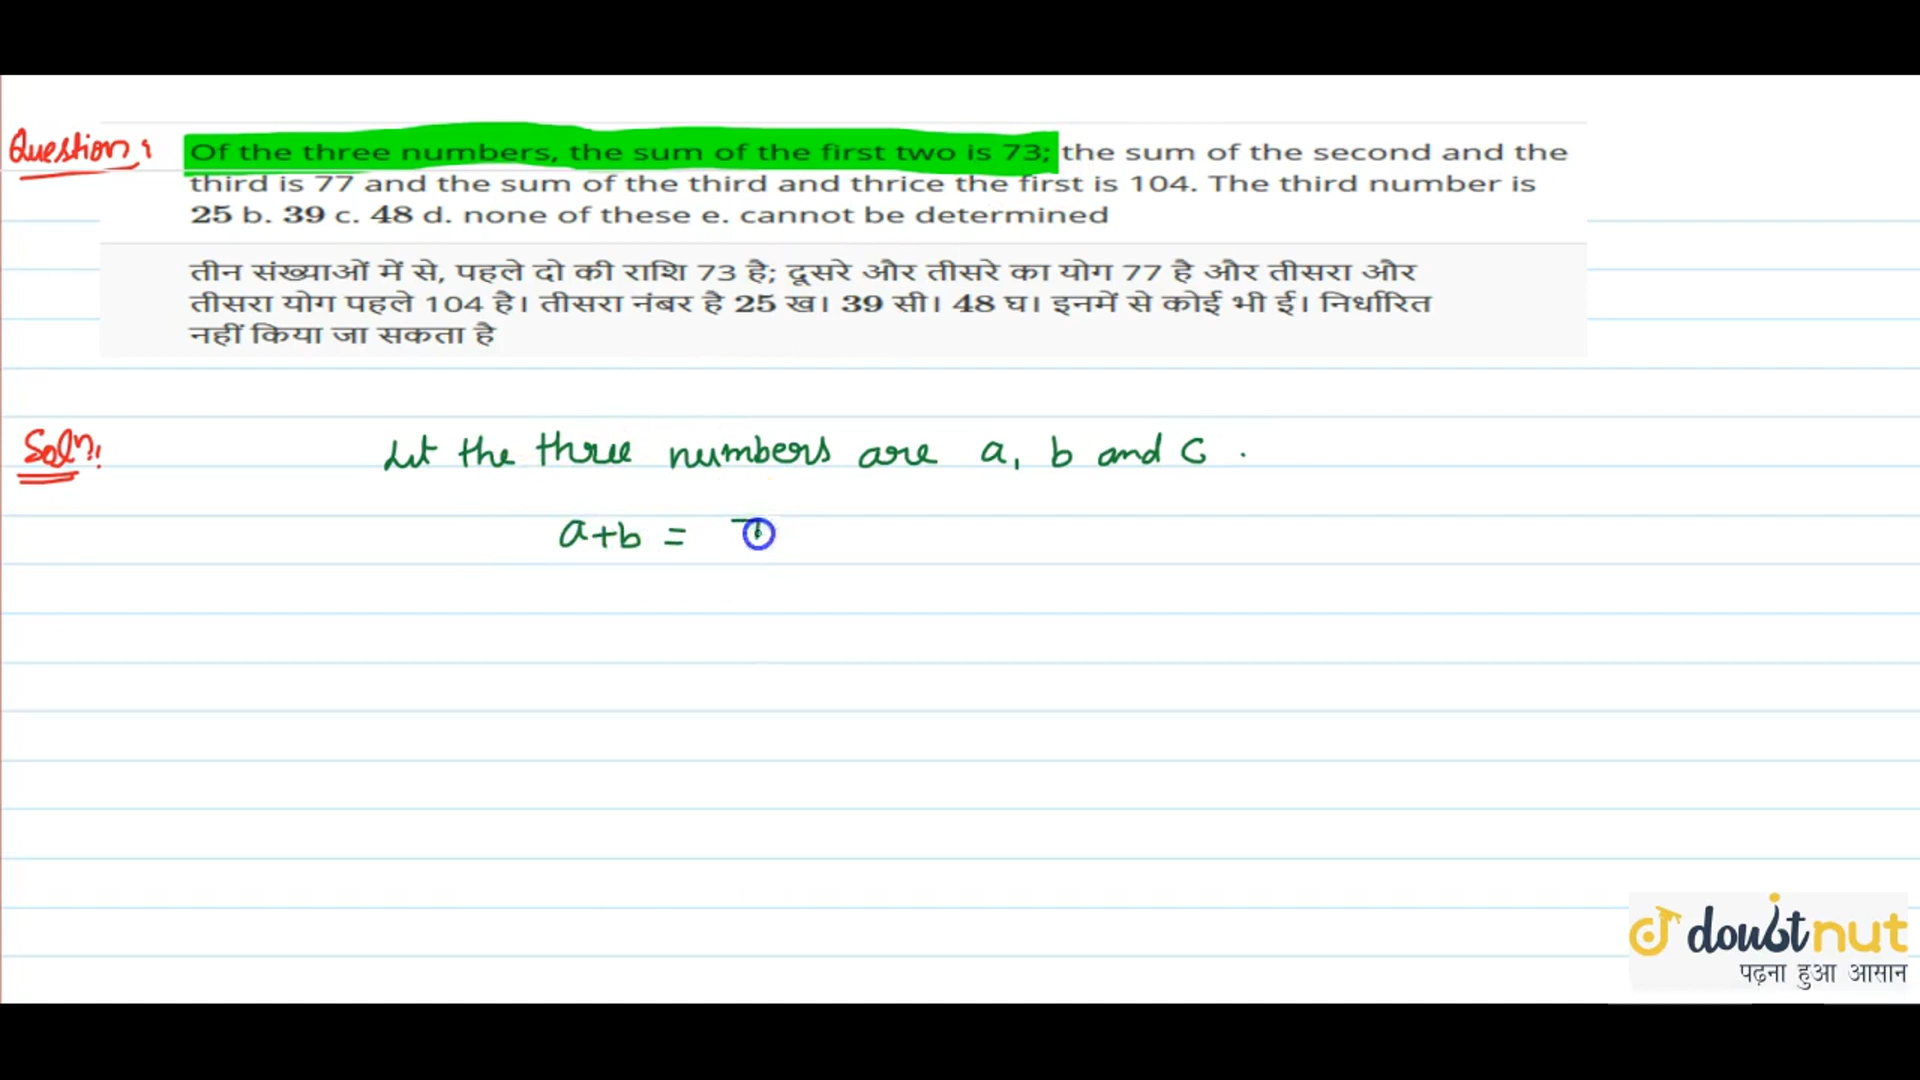 Question:
Of the three numbers, the sum of the first two is 73; the sum of the second and the
third is 77 and the sum of the third and thrice the first is 104. The third number is
25 b. 39 c. 48 d. none of these e. cannot be determined
तीन संख्याओं में से, पहले दो की राशि 73 है; दूसरे और तीसरे का योग 77 है और तीसरा और
तीसरा योग पहले 104 है। तीसरा नंबर है 25 ख। 39 सी। 48 घ। इनमें से कोई भी ई। निर्धारित
नहीं किया जा सकता है
Soln:
Let the three numbers are a, b and c .
a+b = 7
doubtnut
पढ़ना हुआ आसान